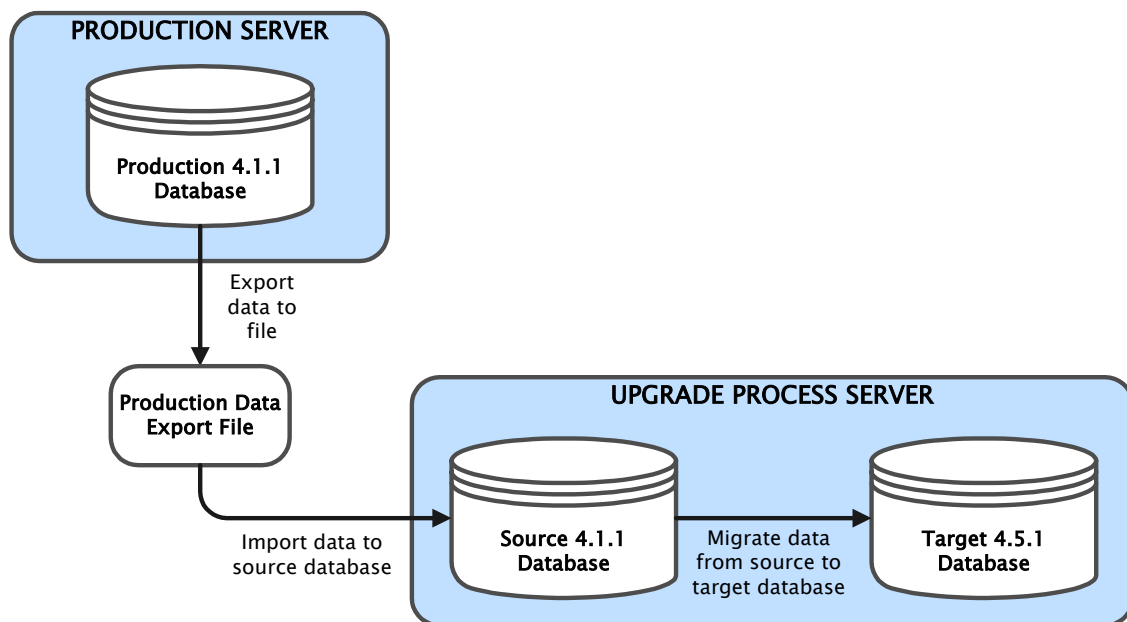 PRODUCTION SERVER
Production 4.1.1
Database
Export
data to
file
Production Data
Export File
UPGRADE PROCESS SERVER
Import data to
source database
Source 4.1.1
Database
Migrate data
from source to
target database
Target 4.5.1
Database